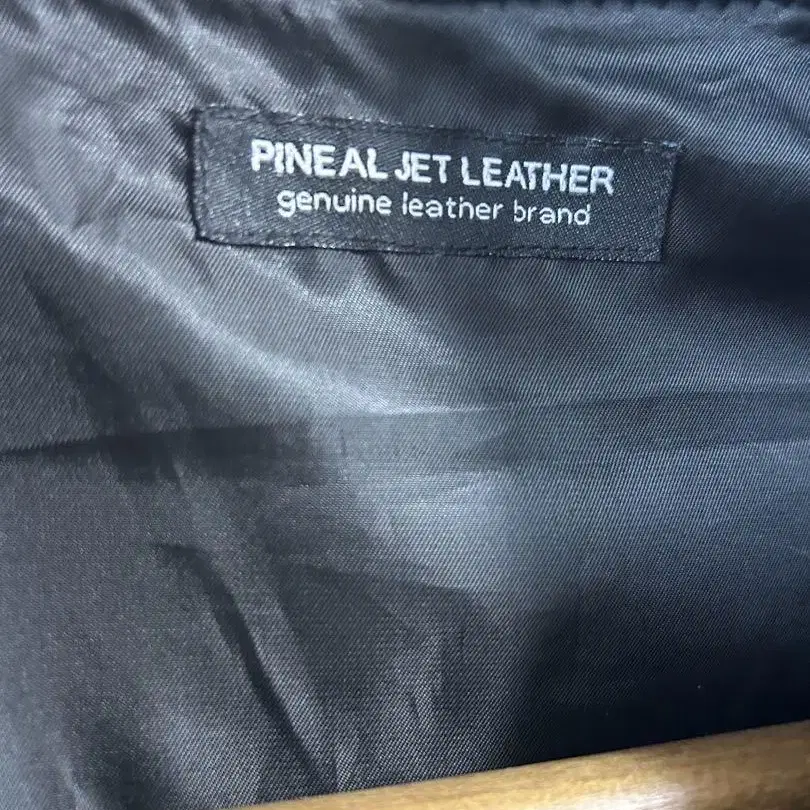 PINEAL JET LEATHER
genuine leather brand